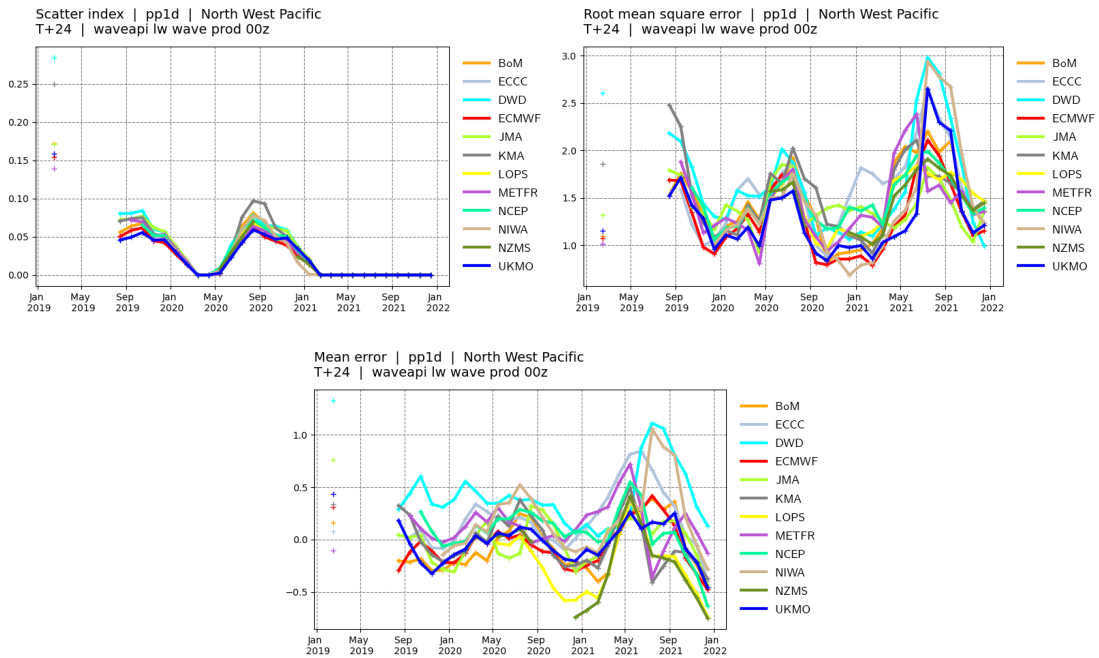 Scatter index | pp1d | North West Pacific
T+24 | waveapi lw wave prod 00z
0.25
0.20
0.15
0.10
0.05
0.00
Jan May Sep Jan May Sep Jan May Sep Jan
2019 2019 2019 2020 2020 2020 2021 2021 2021 2022
BoM
ECCC
DWD
ECMWF
JMA
KMA
LOPS
METFR
NCEP
NIWA
NZMS
UKMO
Root mean square error | pp1d | North West Pacific
T+24 | waveapi lw wave prod 00z
3.0
2.5
2.0
1.5
1.0
Jan May Sep Jan May Sep Jan May Sep Jan
2019 2019 2019 2020 2020 2020 2021 2021 2021 2022
BoM
ECCC
DWD
ECMWF
JMA
KMA
LOPS
METFR
NCEP
NIWA
NZMS
UKMO
Mean error | pp1d | North West Pacific
T+24 | waveapi lw wave prod 00z
1.0
0.5
0.0
−0.5
Jan May Sep Jan May Sep Jan May Sep Jan
2019 2019 2019 2020 2020 2020 2021 2021 2021 2022
BoM
ECCC
DWD
ECMWF
JMA
KMA
LOPS
METFR
NCEP
NIWA
NZMS
UKMO